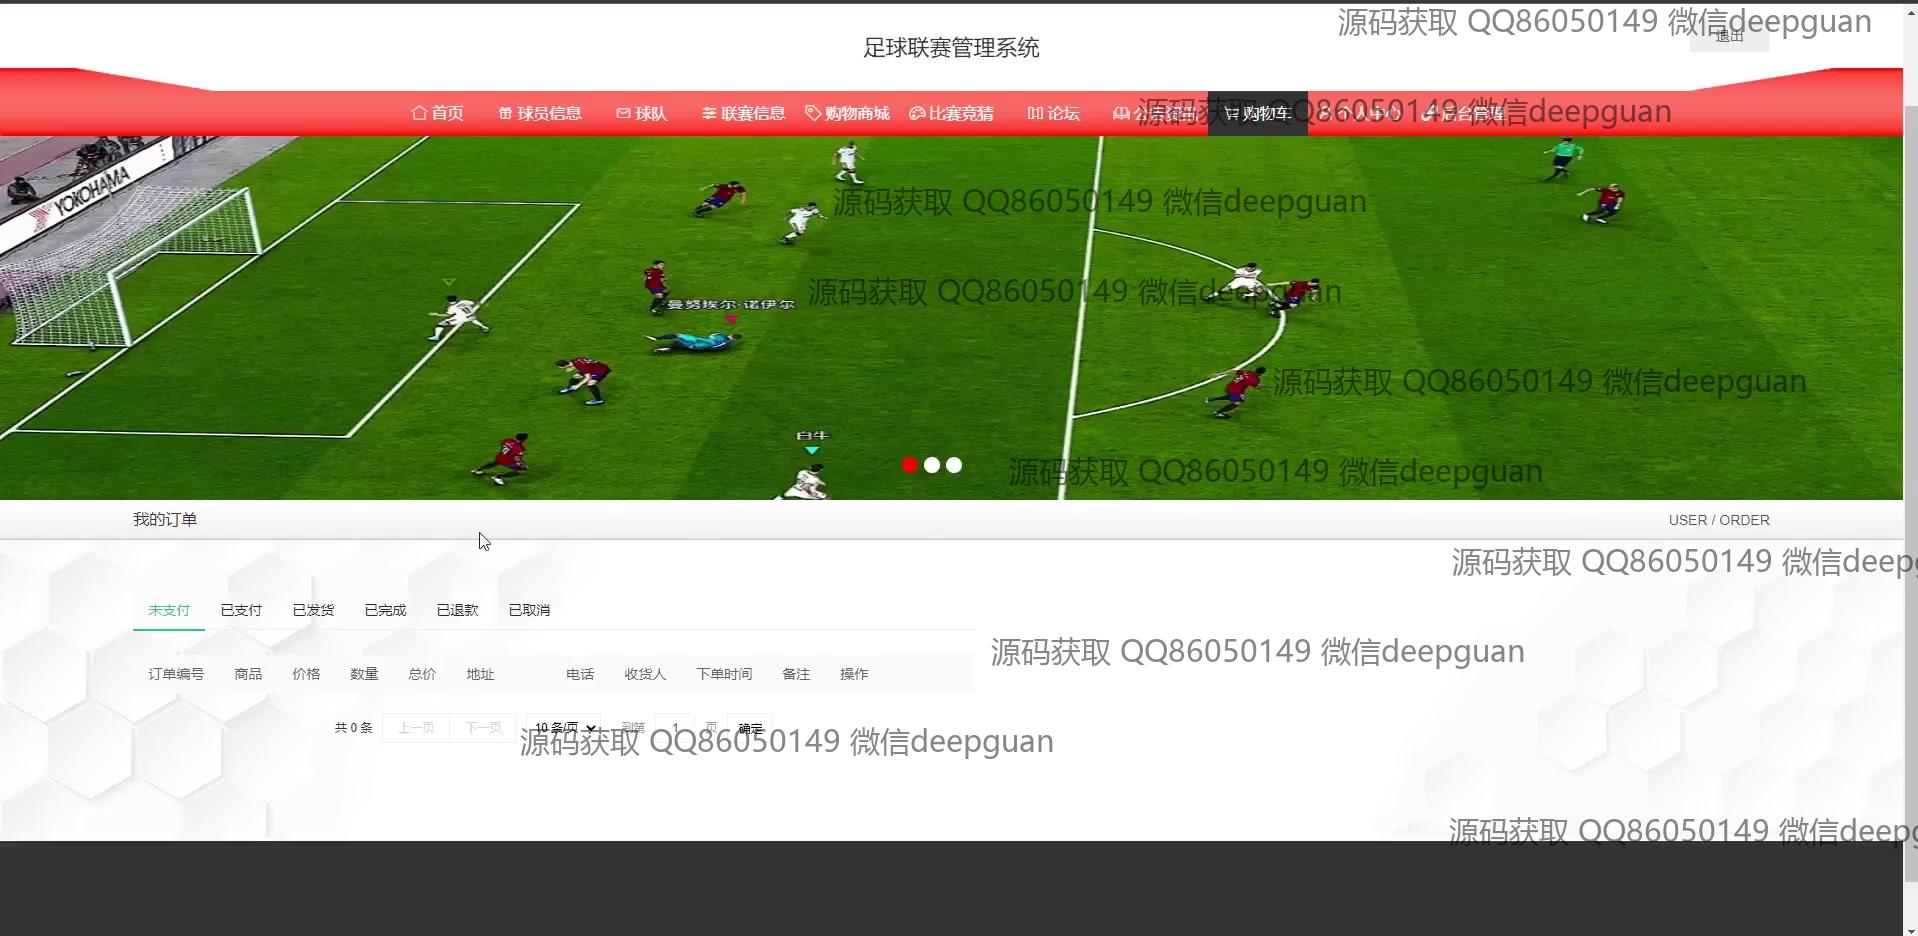 源码获取 QQ86050149 微信deepguan
退出
足球联赛管理系统
首页 球员信息 球队 联赛信息 购物商城 比赛竞猜 论坛 公告资讯 购物车 个人中心 后台管理
源码获取 QQ86050149 微信deepguan
YOKOHAMA
源码获取 QQ86050149 微信deepguan
源码获取 QQ86050149 微信deepguan
曼努埃尔·诺伊尔
源码获取 QQ86050149 微信deepguan
白牛
源码获取 QQ86050149 微信deepguan
我的订单 USER / ORDER
源码获取 QQ86050149 微信deepg
未支付 已支付 已发货 已完成 已退款 已取消
源码获取 QQ86050149 微信deepguan
订单编号 商品 价格 数量 总价 地址 电话 收货人 下单时间 备注 操作
共 0 条 上一页 下一页 10 条/页 到第 1 页 确定
源码获取 QQ86050149 微信deepguan
源码获取 QQ86050149 微信deepg